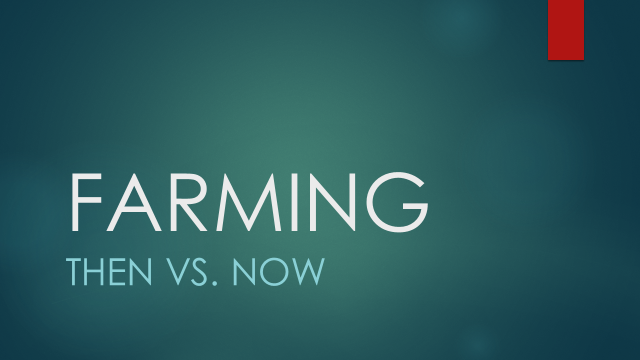 FARMING
THEN VS. NOW